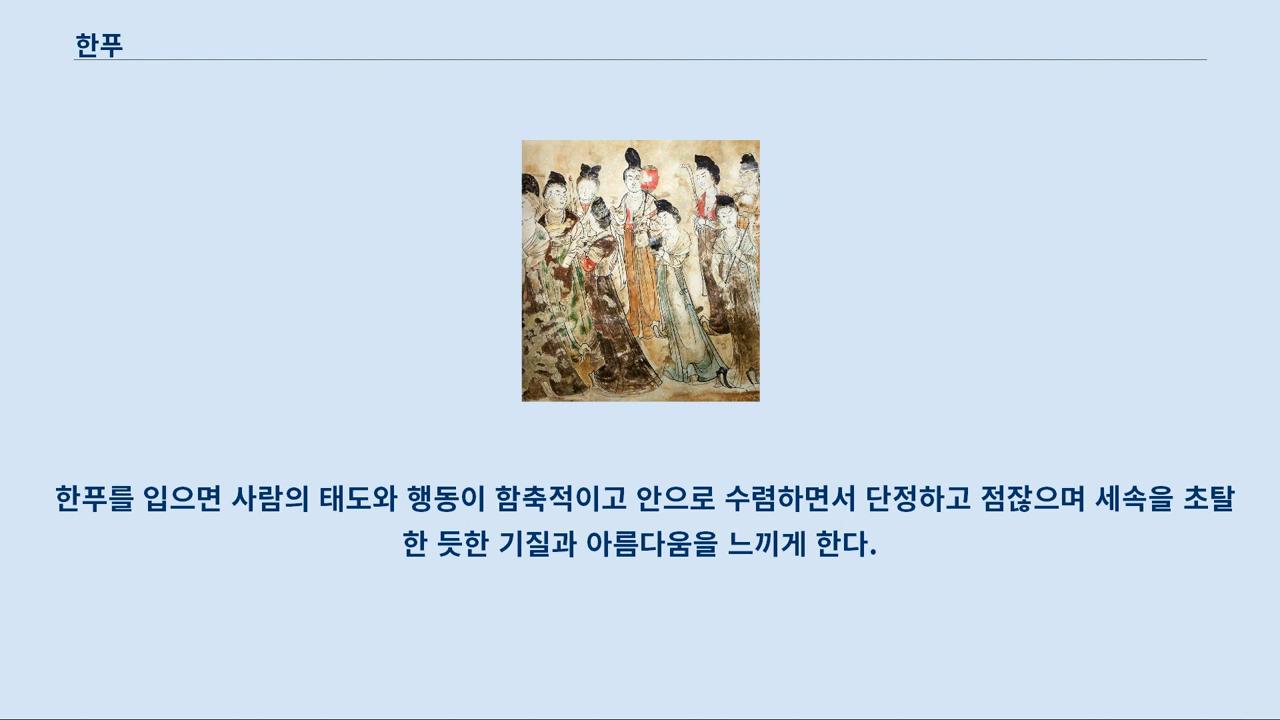 한푸
한푸를 입으면 사람의 태도와 행동이 함축적이고 안으로 수렴하면서 단정하고 점잖으며 세속을 초탈
한 듯한 기질과 아름다움을 느끼게 한다.